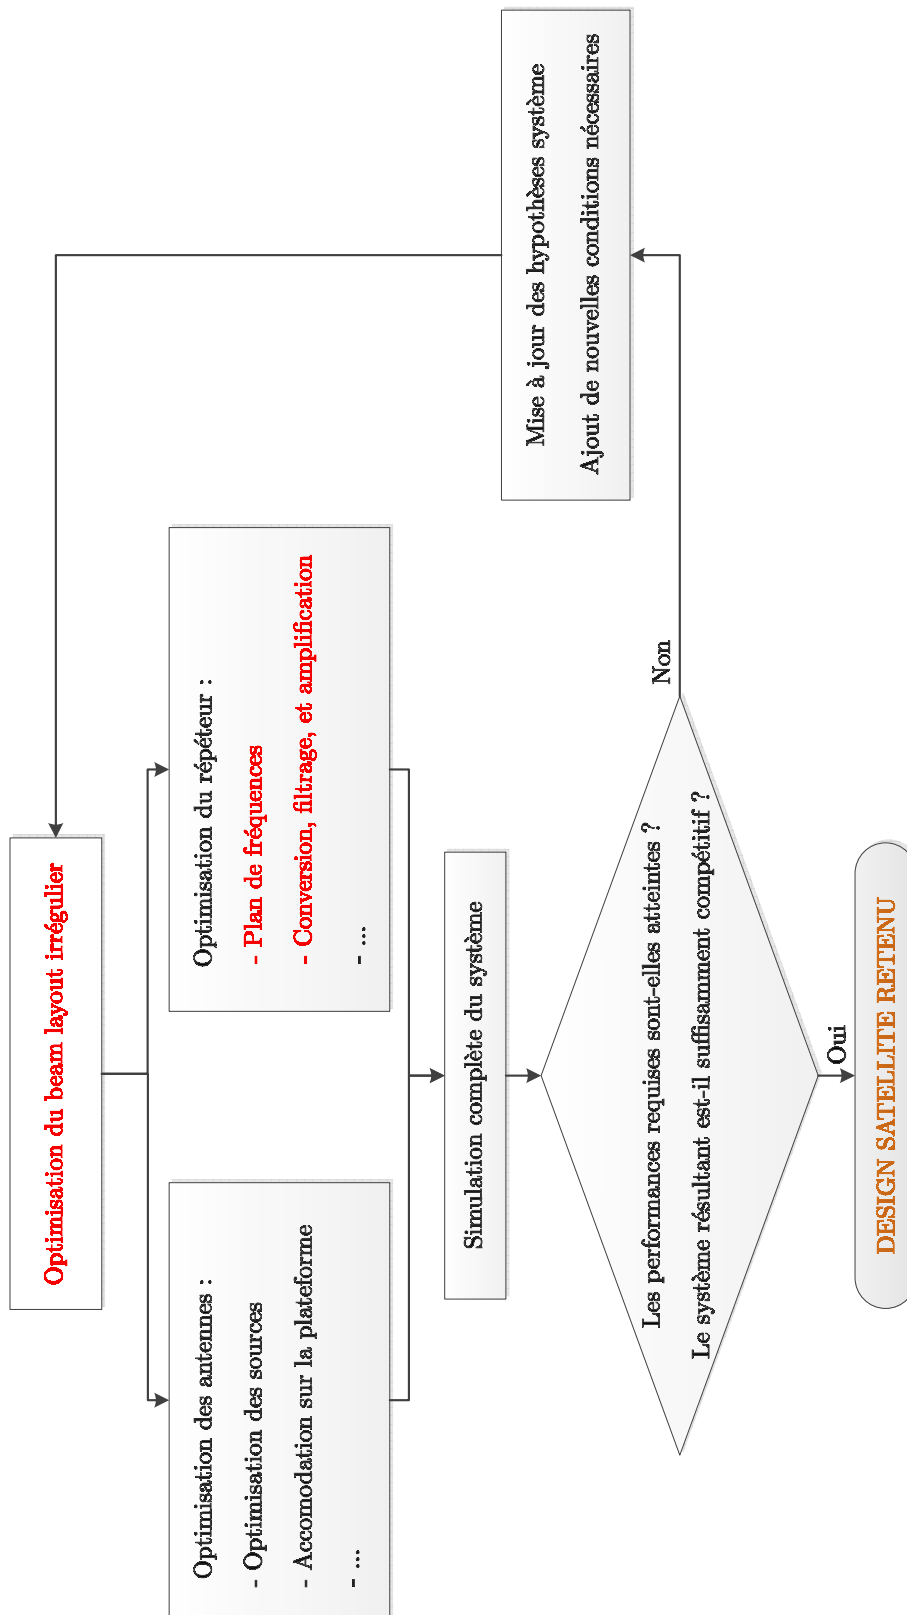 Optimisation du beam layout irrégulier
Optimisation des antennes :
- Optimisation des sources
- Accomodation sur la plateforme
- ...
Optimisation du répéteur :
- Plan de fréquences
- Conversion, filtrage, et amplification
- ...
Simulation complète du système
Les performances requises sont-elles atteintes ?
Le système résultant est-il suffisamment compétitif ?
Non
Mise à jour des hypothèses système
Ajout de nouvelles conditions nécessaires
Oui
DESIGN SATELLITE RETENU